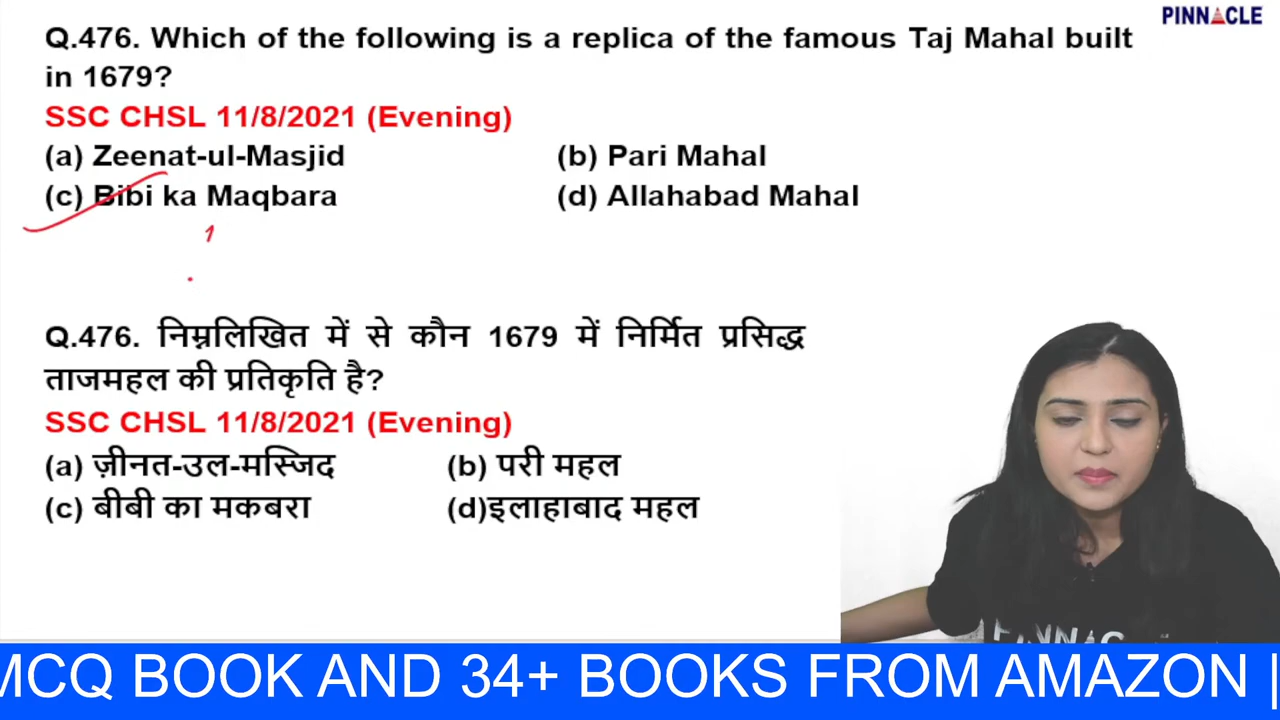 PINNACLE
Q.476. Which of the following is a replica of the famous Taj Mahal built
in 1679?
SSC CHSL 11/8/2021 (Evening)
(a) Zeenat-ul-Masjid (b) Pari Mahal
(c) Bibi ka Maqbara (d) Allahabad Mahal
1
Q.476. निम्नलिखित में से कौन 1679 में निर्मित प्रसिद्ध
ताजमहल की प्रतिकृति है?
SSC CHSL 11/8/2021 (Evening)
(a) ज़ीनत-उल-मस्जिद (b) परी महल
(c) बीबी का मकबरा (d)इलाहाबाद महल
PINNAC
MCQ BOOK AND 34+ BOOKS FROM AMAZON |